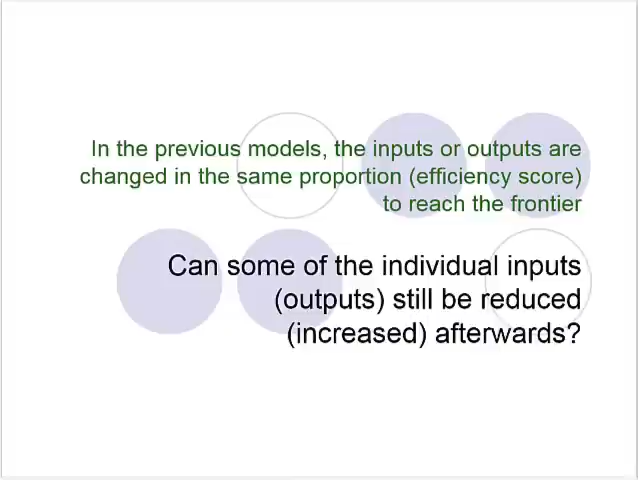 In the previous models, the inputs or outputs are
changed in the same proportion (efficiency score)
to reach the frontier
Can some of the individual inputs
(outputs) still be reduced
(increased) afterwards?